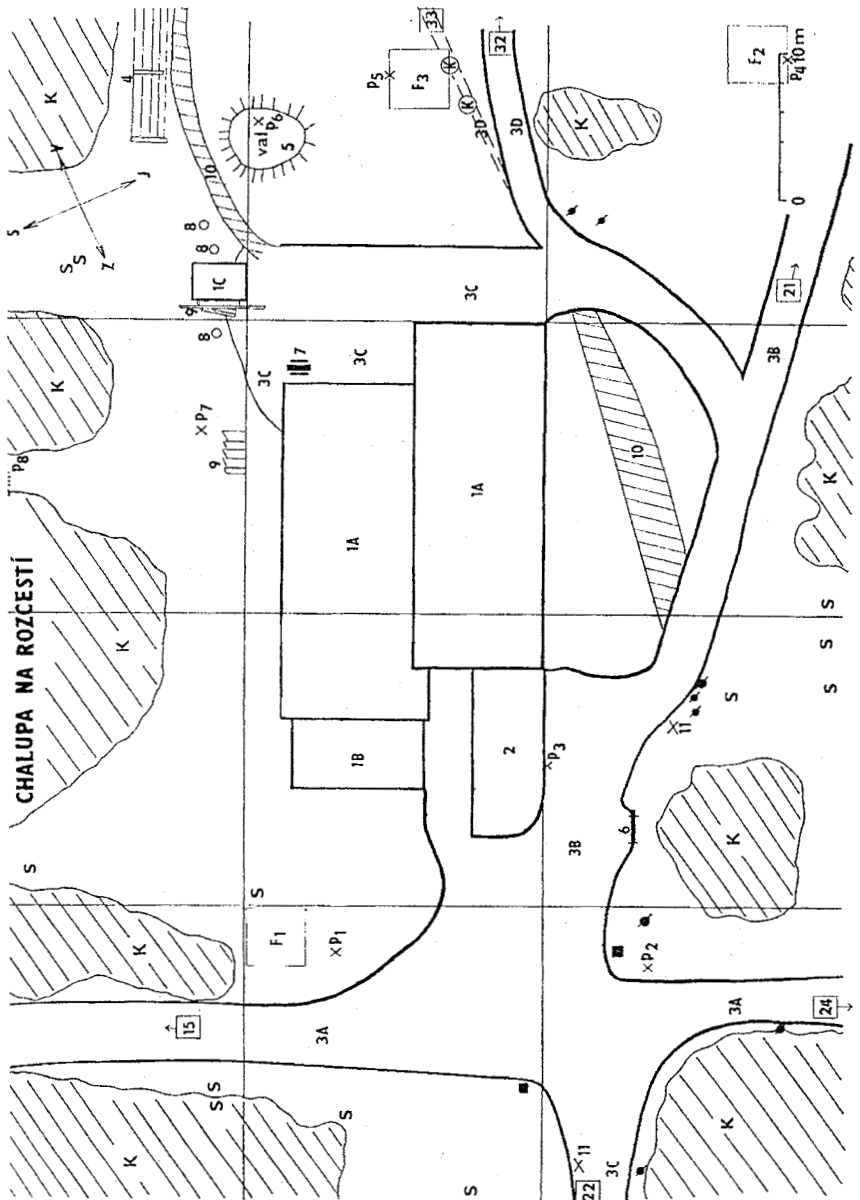 CHALUPA NA ROZCESTÍ
S
P8
K
K
K
K
K
S
J
Z
V
S
S
S
S
S
K
15
9
P7
8
9
1C
8
8
10
4
S
F1
3C
7
val
P6
5
3A
P1
1B
1A
3C
P5
F3
33
K
K
S
2
1A
3C
3D
32
22
11
P3
3B
3D
3C
6
P2
10
K
11
S
K
K
3A
24
K
S
S
S
K
3B
21
0
10m
F2
P4